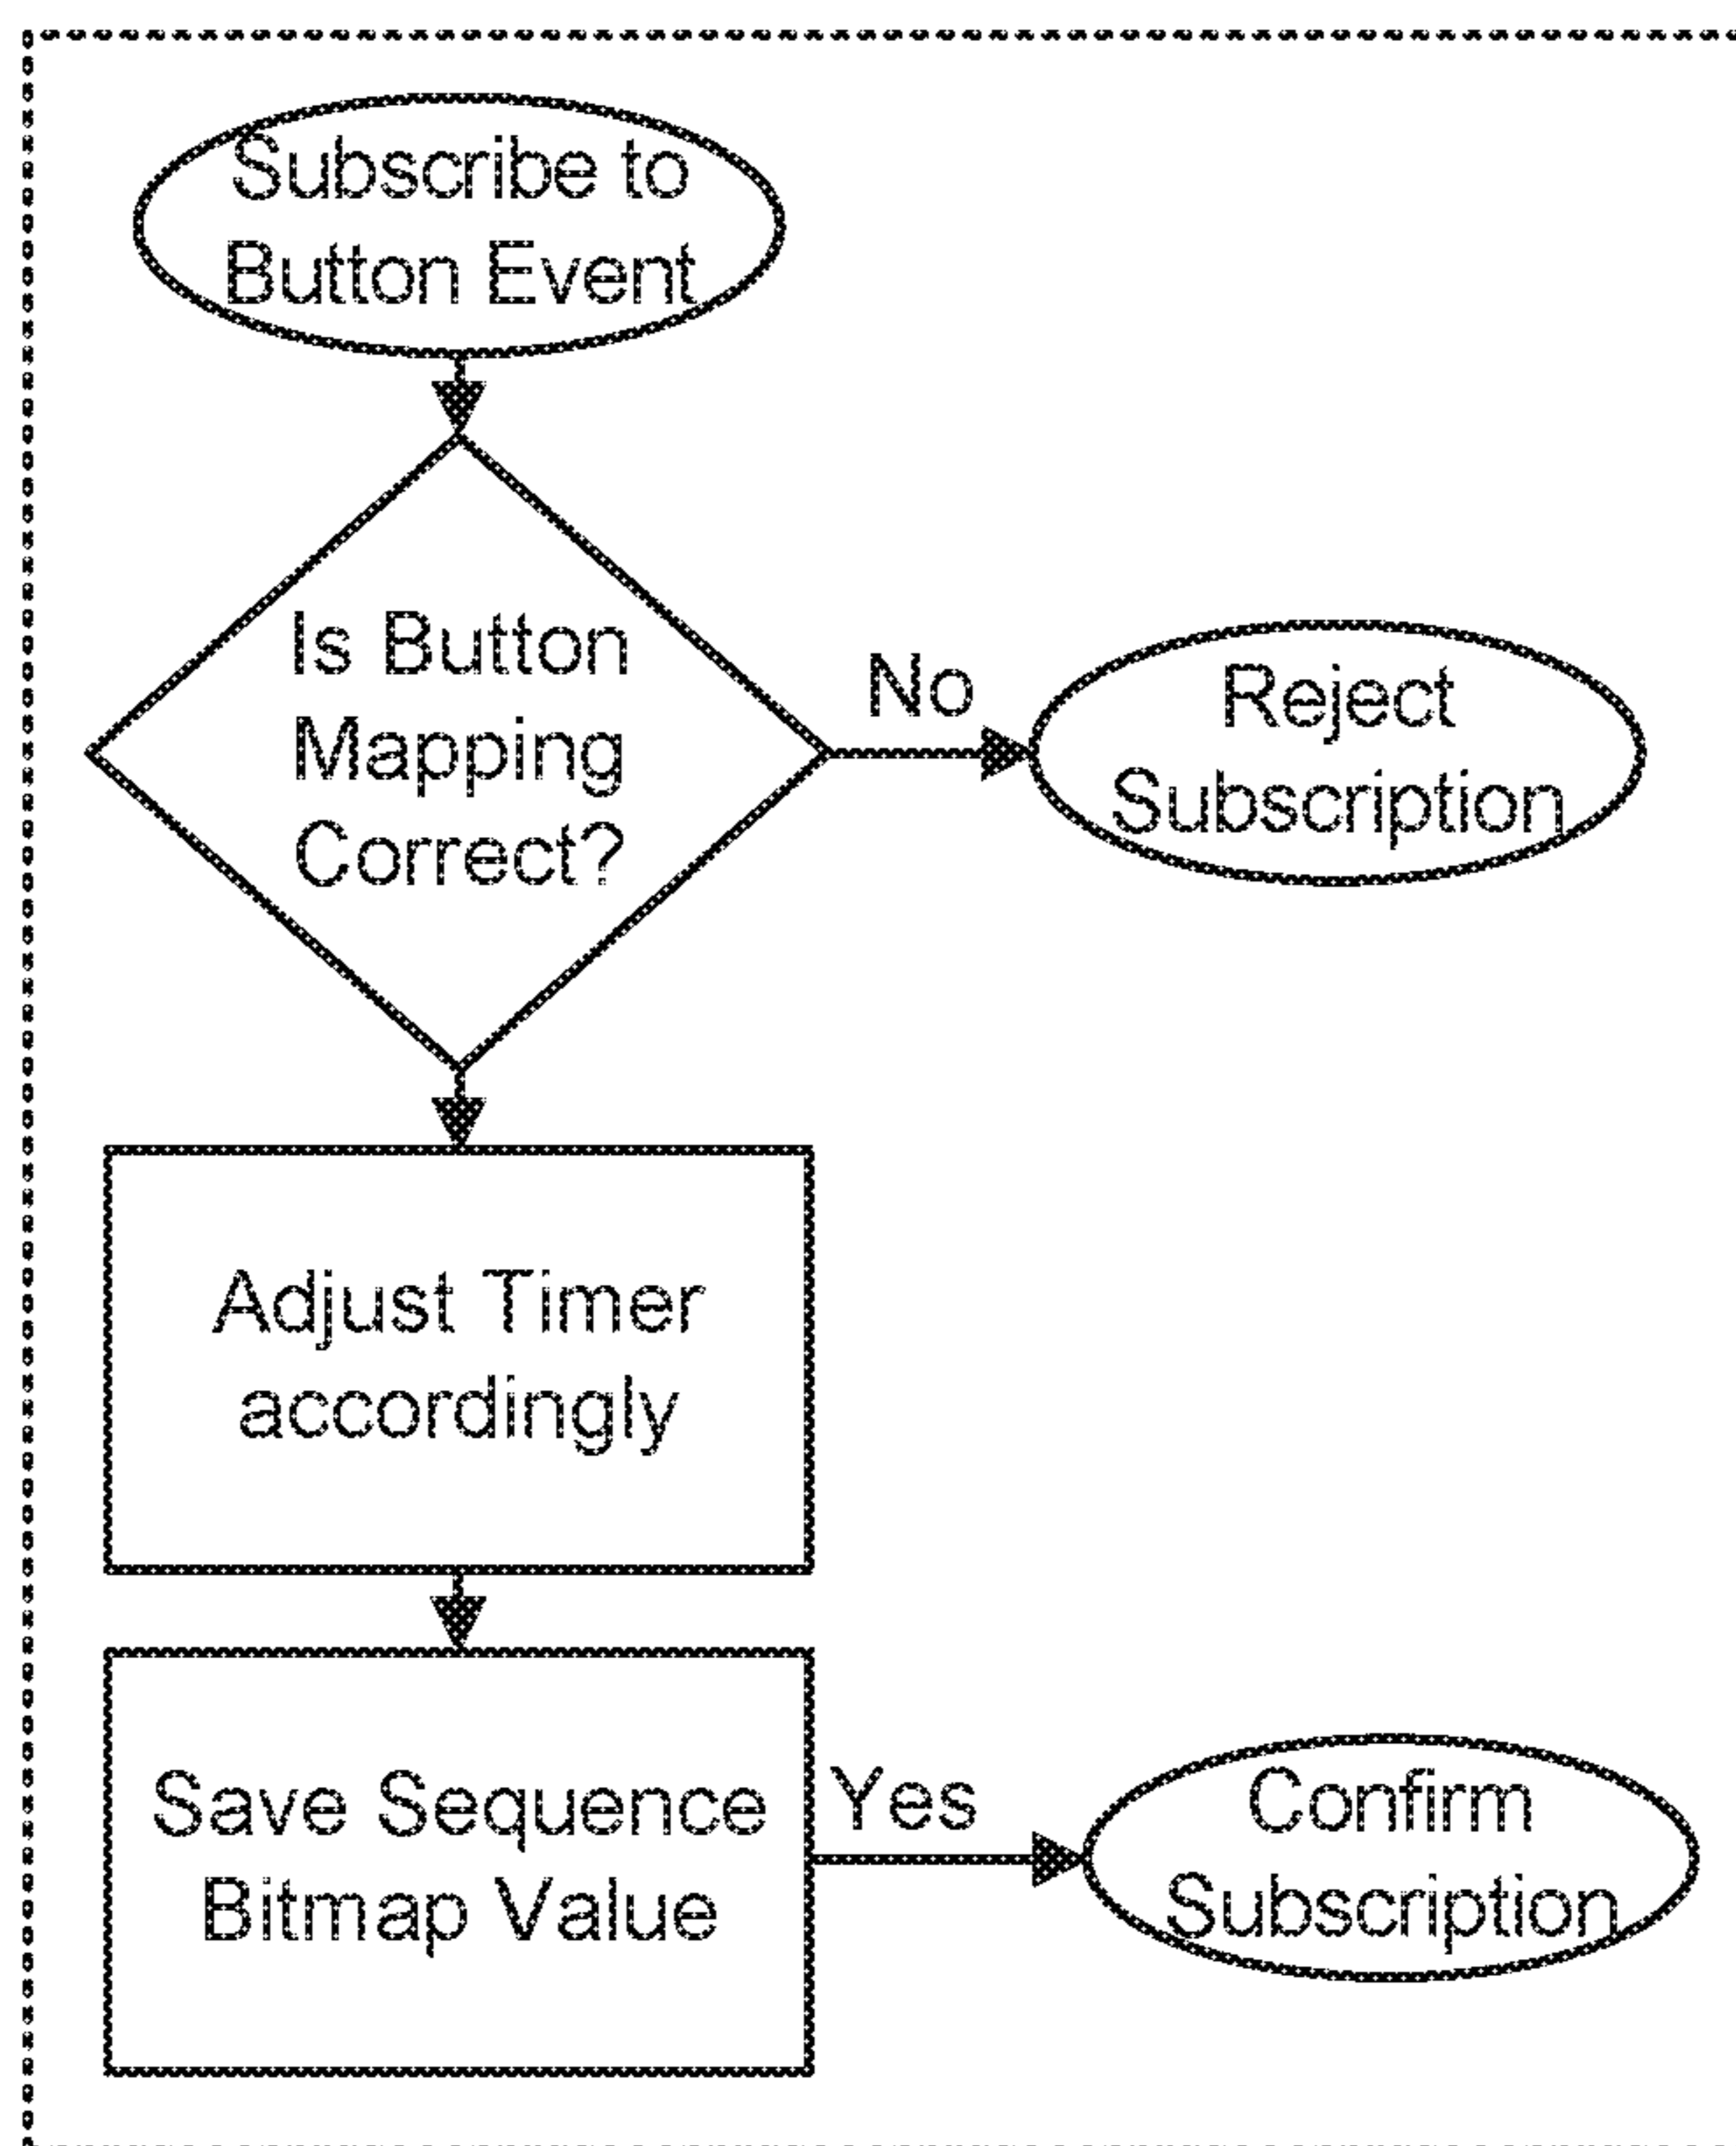 Subscribe to
Button Event
Is Button
Mapping
Correct?
No
Reject
Subscription
Adjust Timer
accordingly
Save Sequence
Bitmap Value
Yes
Confirm
Subscription